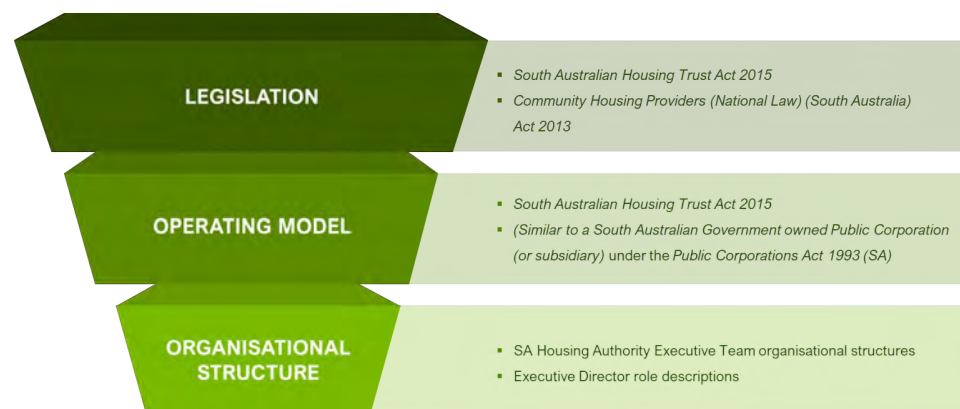 LEGISLATION
▪ South Australian Housing Trust Act 2015
▪ Community Housing Providers (National Law) (South Australia)
Act 2013
OPERATING MODEL
▪ South Australian Housing Trust Act 2015
▪ (Similar to a South Australian Government owned Public Corporation
(or subsidiary) under the Public Corporations Act 1993 (SA)
ORGANISATIONAL
STRUCTURE
▪ SA Housing Authority Executive Team organisational structures
▪ Executive Director role descriptions